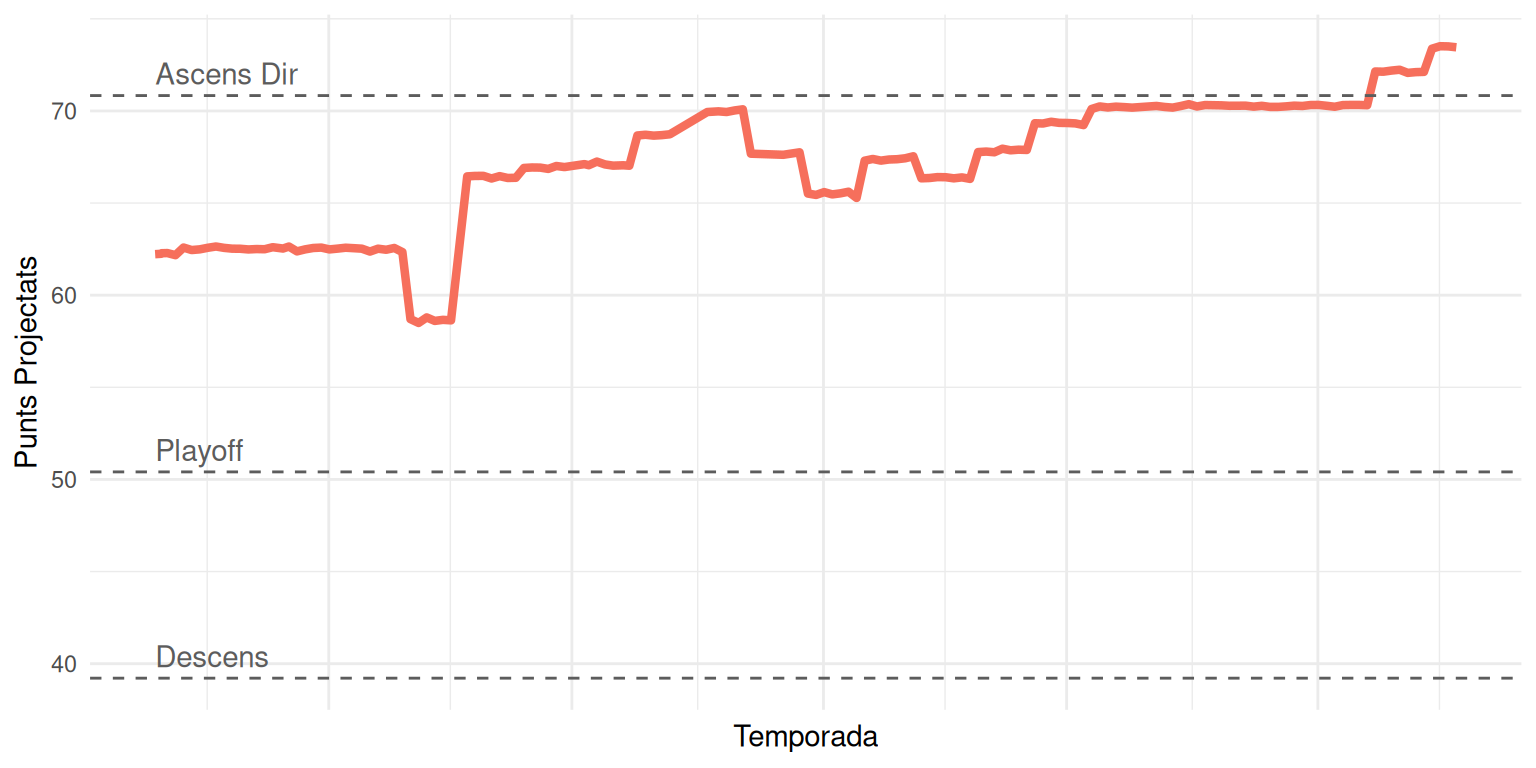 Ascens Dir
70
60
Punts Projectats
Playoff
50
Descens
40
Temporada